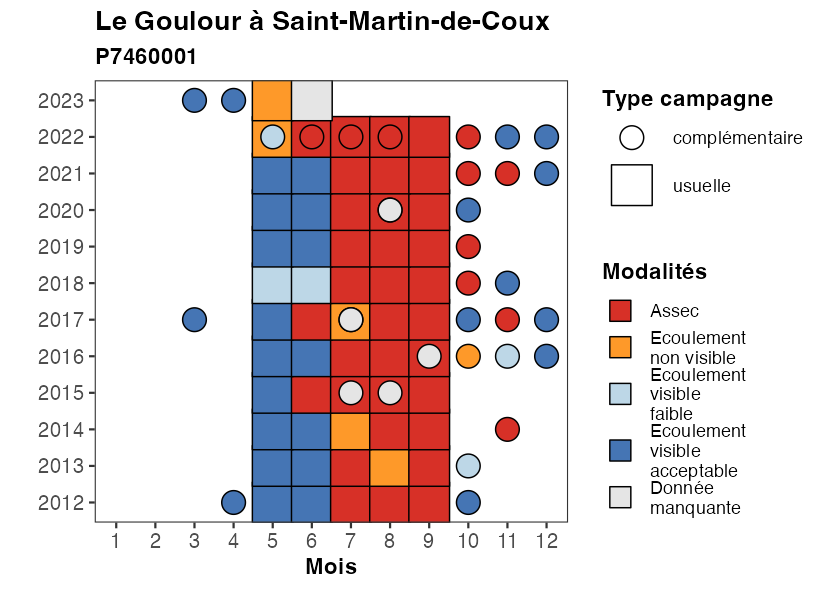 Le Goulour à Saint-Martin-de-Coux
P7460001
2023
2022
2021
2020
2019
2018
2017
2016
2015
2014
2013
2012
1 2 3 4 5 6 7 8 9 10 11 12
Mois
Type campagne
complémentaire
usuelle
Modalités
Assec
Ecoulement
non visible
Ecoulement
visible
faible
Ecoulement
visible
acceptable
Donnée
manquante